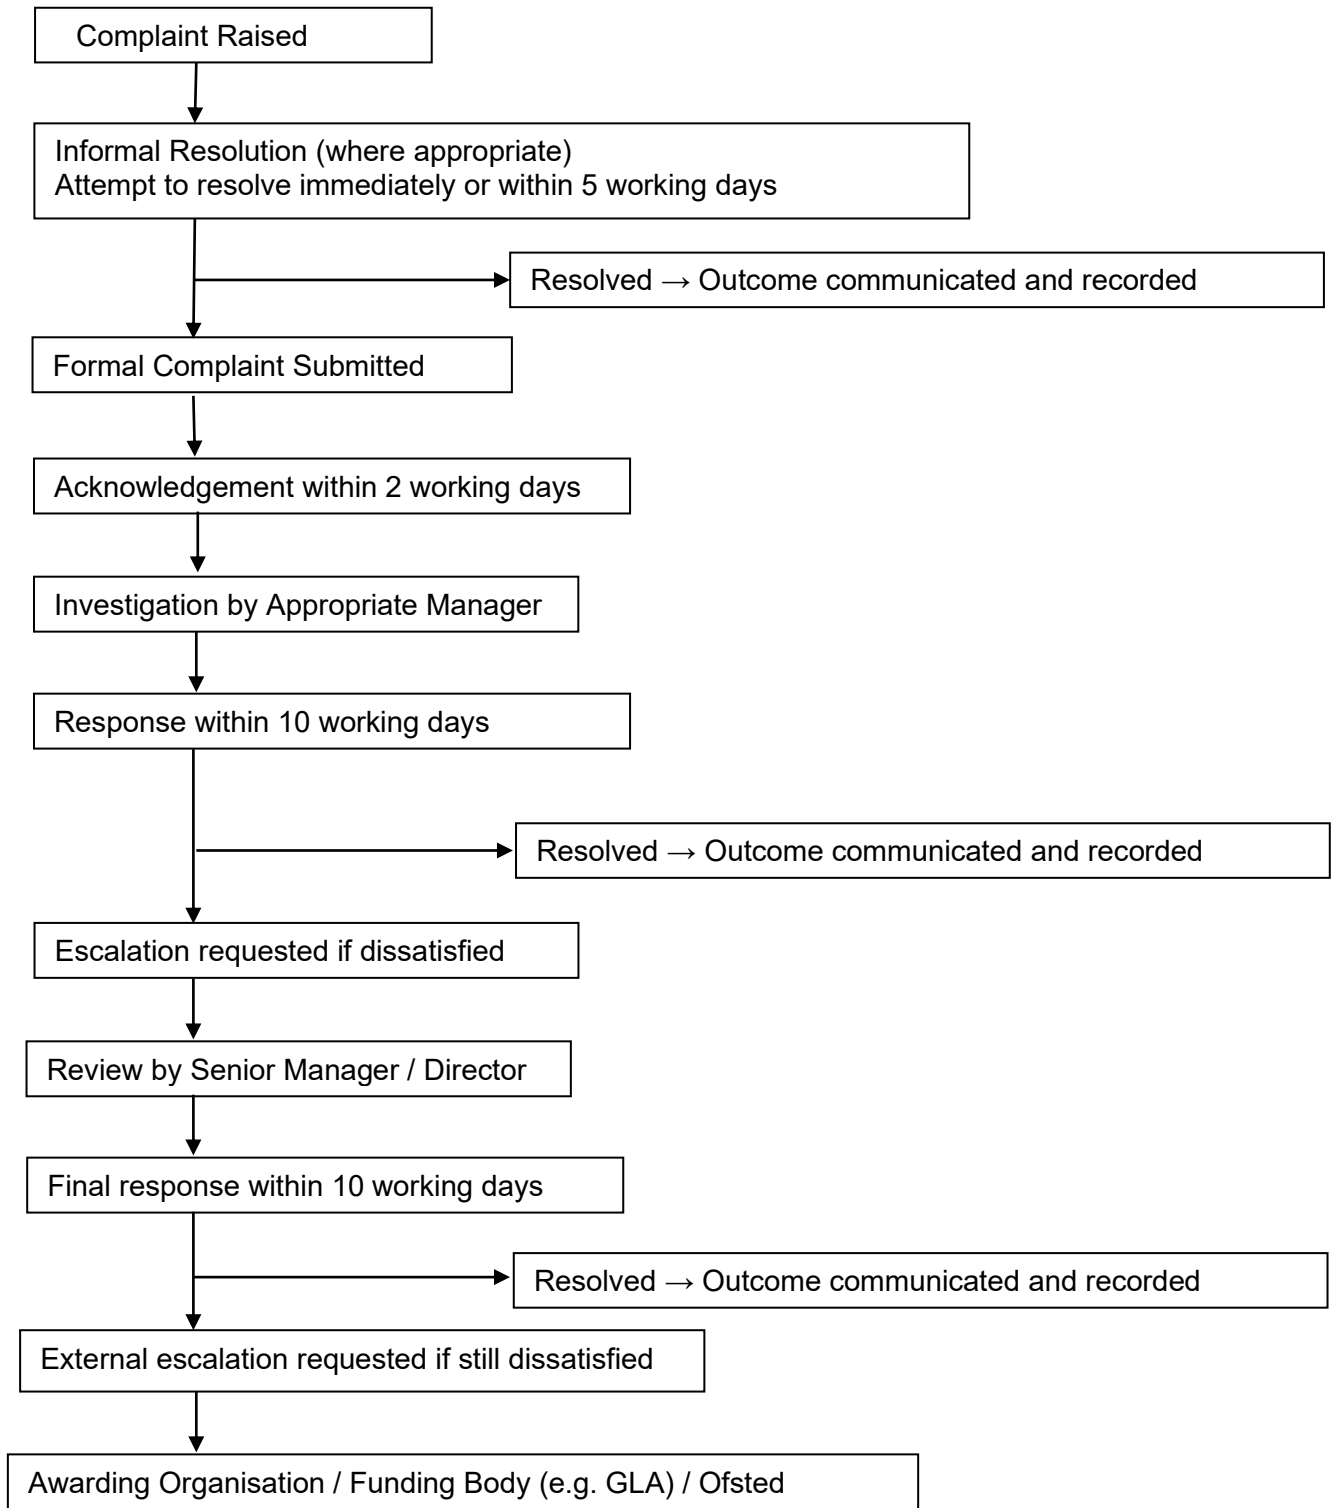 Complaint Raised
Informal Resolution (where appropriate)
Attempt to resolve immediately or within 5 working days
Resolved → Outcome communicated and recorded
Formal Complaint Submitted
Acknowledgement within 2 working days
Investigation by Appropriate Manager
Response within 10 working days
Resolved → Outcome communicated and recorded
Escalation requested if dissatisfied
Review by Senior Manager / Director
Final response within 10 working days
Resolved → Outcome communicated and recorded
External escalation requested if still dissatisfied
Awarding Organisation / Funding Body (e.g. GLA) / Ofsted